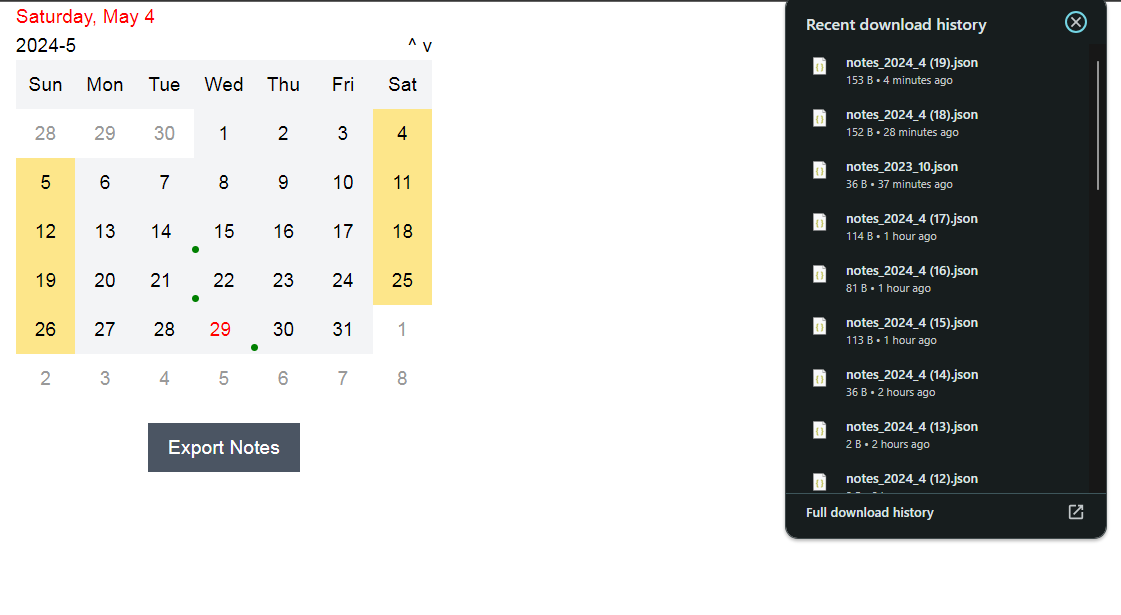 Saturday, May 4
2024-5 ^ v
Sun Mon Tue Wed Thu Fri Sat
28 29 30 1 2 3 4
5 6 7 8 9 10 11
12 13 14 15 16 17 18
19 20 21 22 23 24 25
26 27 28 29 30 31 1
2 3 4 5 6 7 8
Export Notes
Recent download history
notes_2024_4 (19).json
153 B • 4 minutes ago
notes_2024_4 (18).json
152 B • 28 minutes ago
notes_2023_10.json
36 B • 37 minutes ago
notes_2024_4 (17).json
114 B • 1 hour ago
notes_2024_4 (16).json
81 B • 1 hour ago
notes_2024_4 (15).json
113 B • 1 hour ago
notes_2024_4 (14).json
36 B • 2 hours ago
notes_2024_4 (13).json
2 B • 2 hours ago
notes_2024_4 (12).json
Full download history